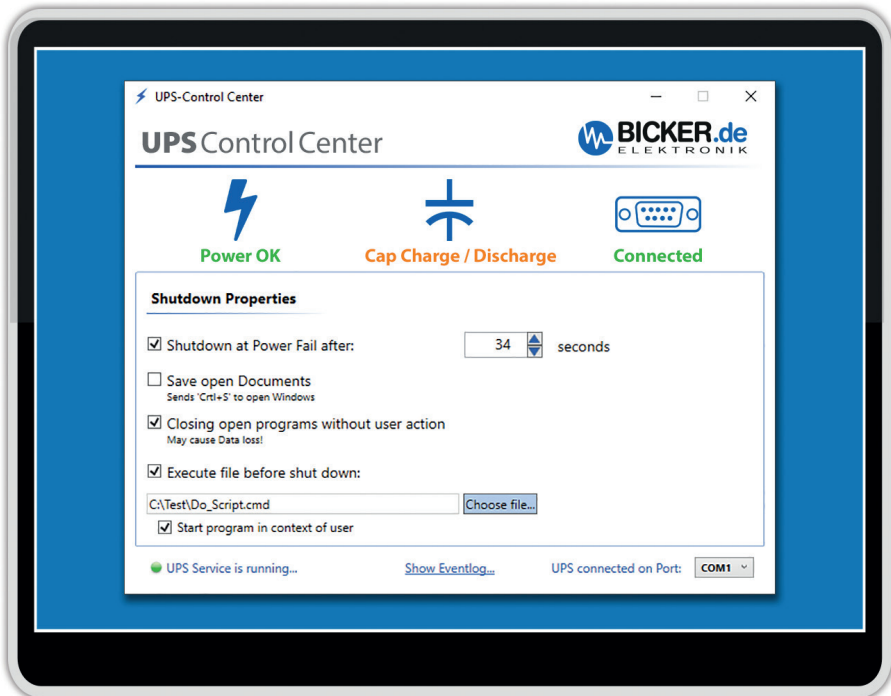 UPS-Control Center
UPS Control Center
BICKER.de
ELEKTRONIK
Power OK
Cap Charge / Discharge
Connected
Shutdown Properties
Shutdown at Power Fail after: 34 seconds
Save open Documents
Sends 'Crtl+S' to open Windows
Closing open programs without user action
May cause Data loss!
Execute file before shut down:
C:\Test\Do_Script.cmd Choose file...
Start program in context of user
UPS Service is running... Show Eventlog... UPS connected on Port: COM1